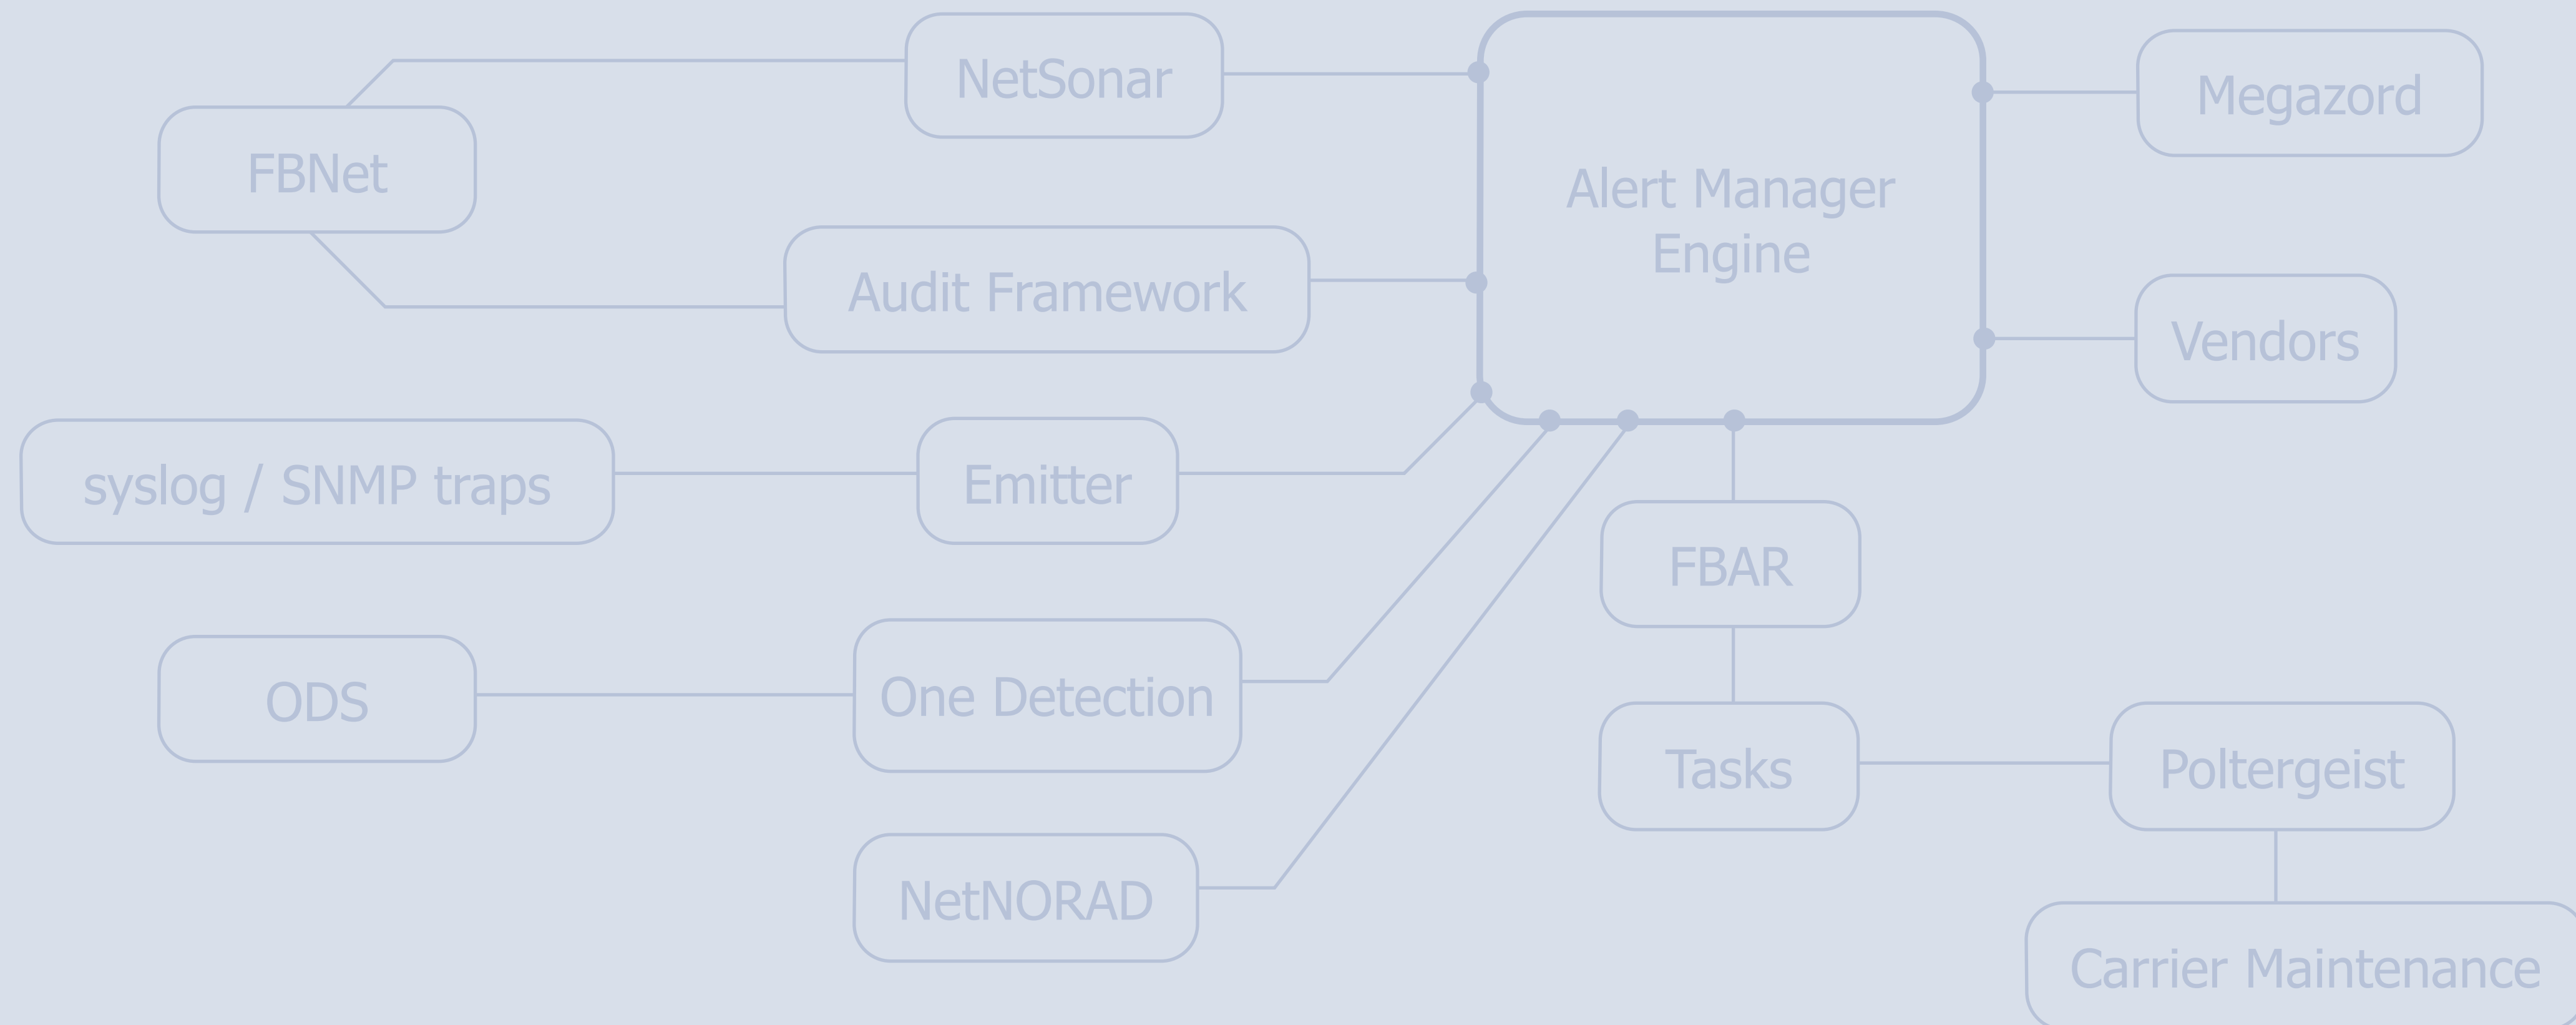 NetSonar
Alert Manager
Engine
Megazord
FBNet
Audit Framework
Vendors
syslog / SNMP traps
Emitter
FBAR
ODS
One Detection
Tasks
Poltergeist
NetNORAD
Carrier Maintenance